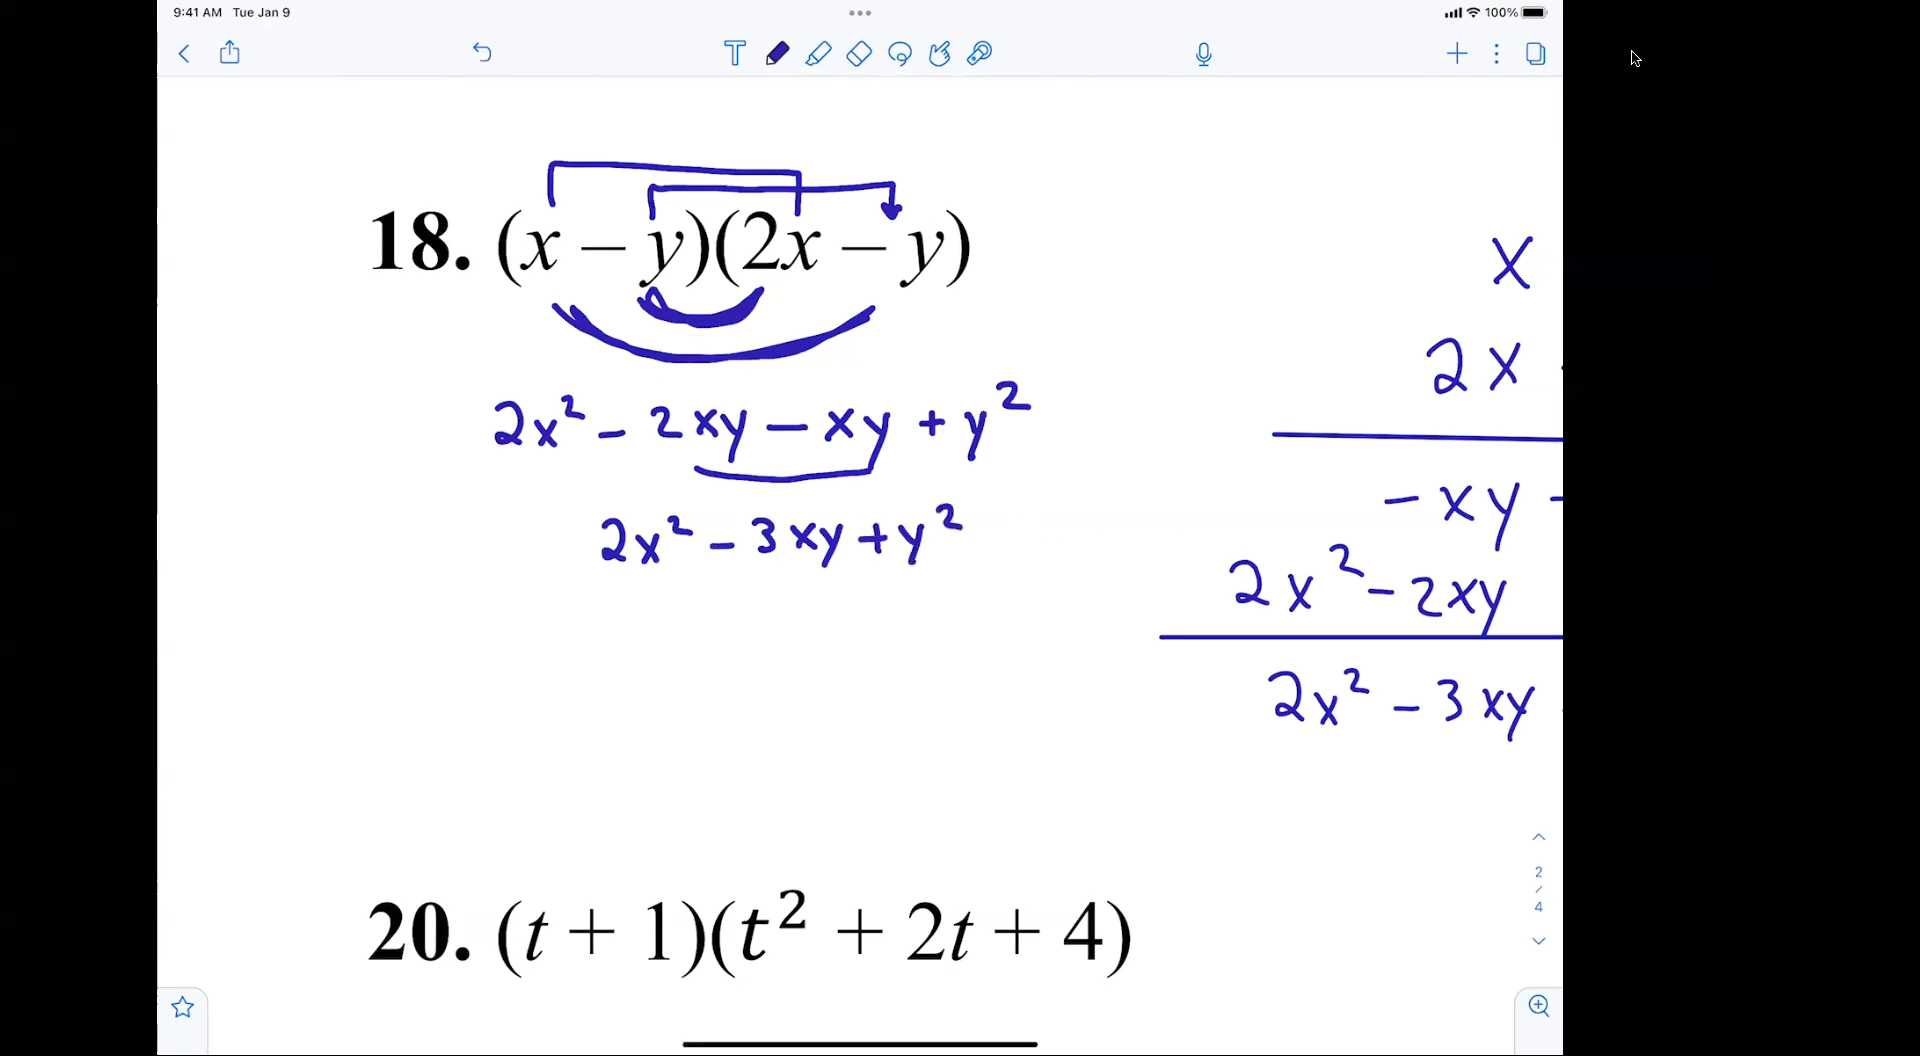 9:41 AM Tue Jan 9
100%
18. (x − y)(2x − y)
2x² − 2xy − xy + y²
2x² − 3xy + y²
x
2x
− xy −
2x² − 2xy
2x² − 3xy
2
/
4
20. (t + 1)(t² + 2t + 4)